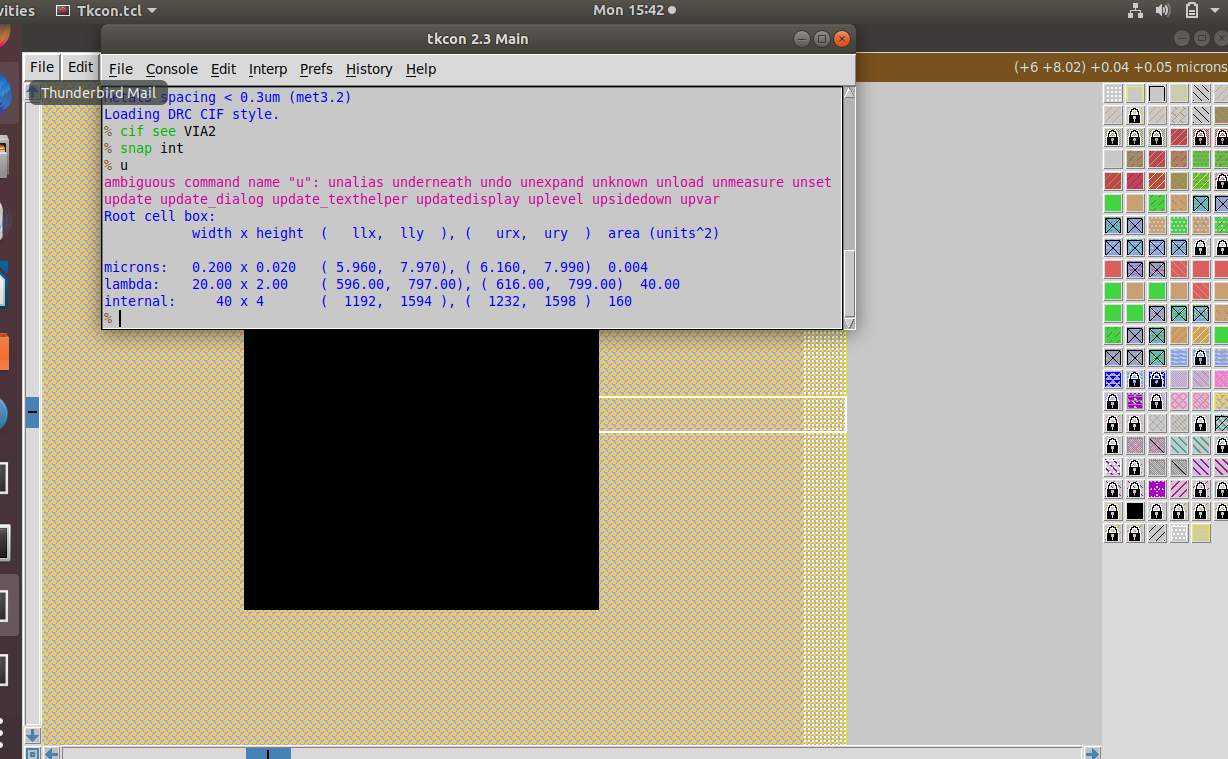 vities Tkcon.tcl Mon 15:42
tkcon 2.3 Main
File Edit
File Console Edit Interp Prefs History Help
(+6 +8.02) +0.04 +0.05 microns
Thunderbird Mail
spacing < 0.3um (met3.2)
Loading DRC CIF style.
% cif see VIA2
% snap int
% u
ambiguous command name "u": unalias underneath undo unexpand unknown unload unmeasure unset
update update_dialog update_texthelper updatedisplay uplevel upsidedown upvar
Root cell box:
width x height ( llx, lly ), ( urx, ury ) area (units^2)
microns: 0.200 x 0.020 ( 5.960, 7.970), ( 6.160, 7.990) 0.004
lambda: 20.00 x 2.00 ( 596.00, 797.00), ( 616.00, 799.00) 40.00
internal: 40 x 4 ( 1192, 1594 ), ( 1232, 1598 ) 160
%